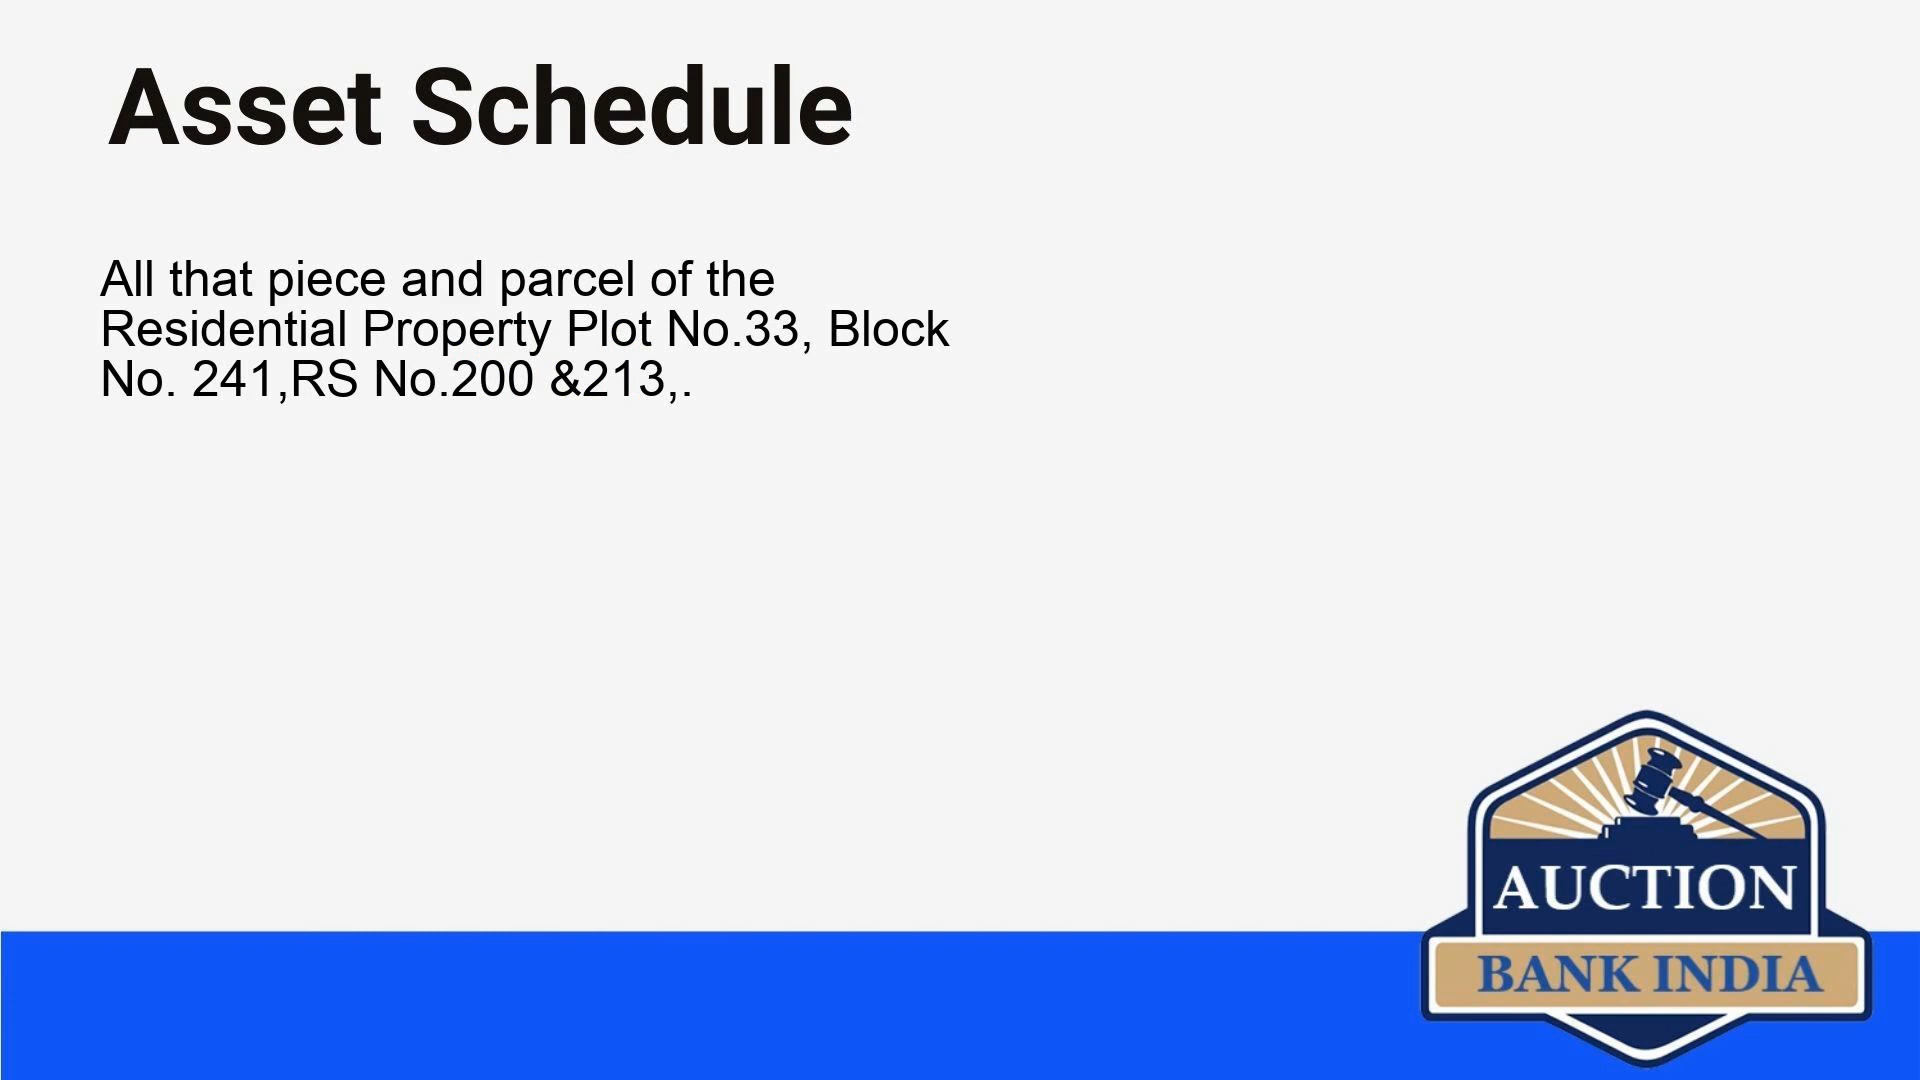 Asset Schedule
All that piece and parcel of the
Residential Property Plot No.33, Block
No. 241,RS No.200 &213,.
AUCTION
BANK INDIA